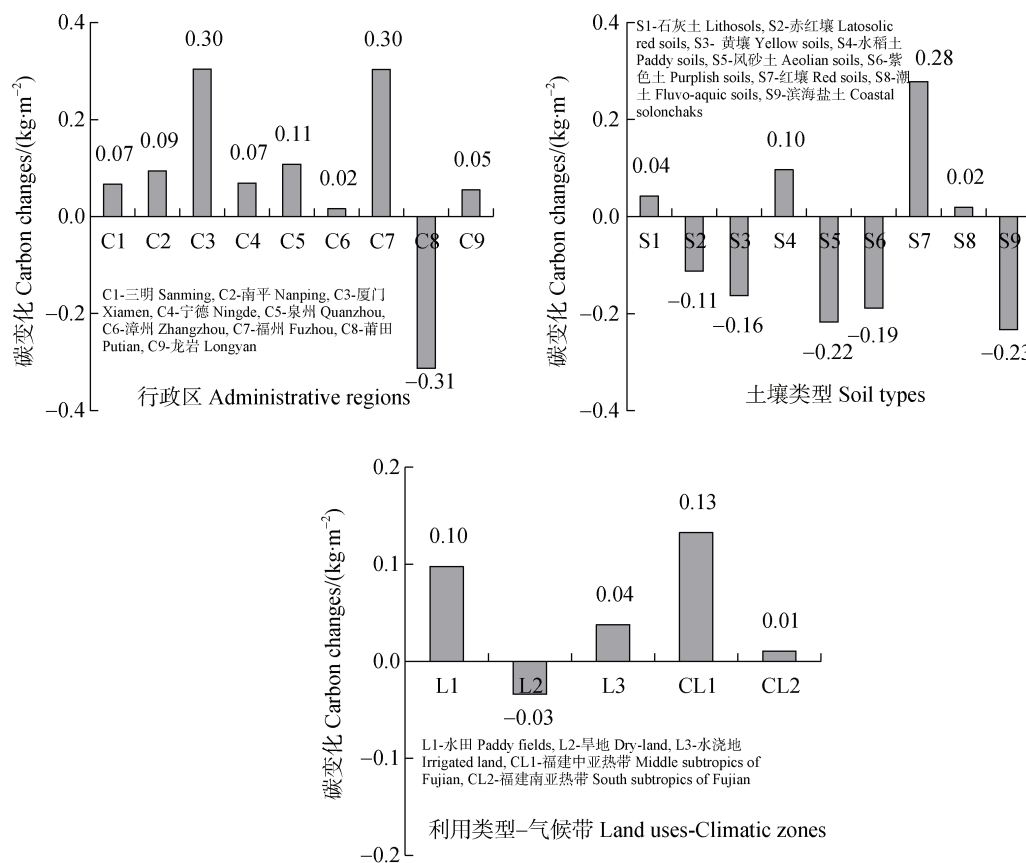 碳变化 Carbon changes/(kg·m⁻²)
0.4
0.2
0.0
−0.2
−0.4
0.07
0.09
0.30
0.07
0.11
0.02
0.30
−0.31
0.05
C1
C2
C3
C4
C5
C6
C7
C8
C9
C1-三明 Sanming, C2-南平 Nanping, C3-厦门
Xiamen, C4-宁德 Ningde, C5-泉州 Quanzhou,
C6-漳州 Zhangzhou, C7-福州 Fuzhou, C8-莆田
Putian, C9-龙岩 Longyan
行政区 Administrative regions
碳变化 Carbon changes/(kg·m⁻²)
0.4
0.2
0.0
−0.2
−0.4
S1-石灰土 Lithosols, S2-赤红壤 Latosolic
red soils, S3- 黄壤 Yellow soils, S4-水稻土
Paddy soils, S5-风砂土 Aeolian soils, S6-紫
色土 Purplish soils, S7-红壤 Red soils, S8-潮
土 Fluvo-aquic soils, S9-滨海盐土 Coastal
solonchaks
0.04
−0.11
−0.16
0.10
−0.22
−0.19
0.28
0.02
−0.23
S1
S2
S3
S4
S5
S6
S7
S8
S9
土壤类型 Soil types
碳变化 Carbon changes/(kg·m⁻²)
0.2
0.1
0.0
−0.1
−0.2
0.10
−0.03
0.04
0.13
0.01
L1
L2
L3
CL1
CL2
L1-水田 Paddy fields, L2-旱地 Dry-land, L3-水浇地
Irrigated land, CL1-福建中亚热带 Middle subtropics of
Fujian, CL2-福建南亚热带 South subtropics of Fujian
利用类型–气候带 Land uses-Climatic zones